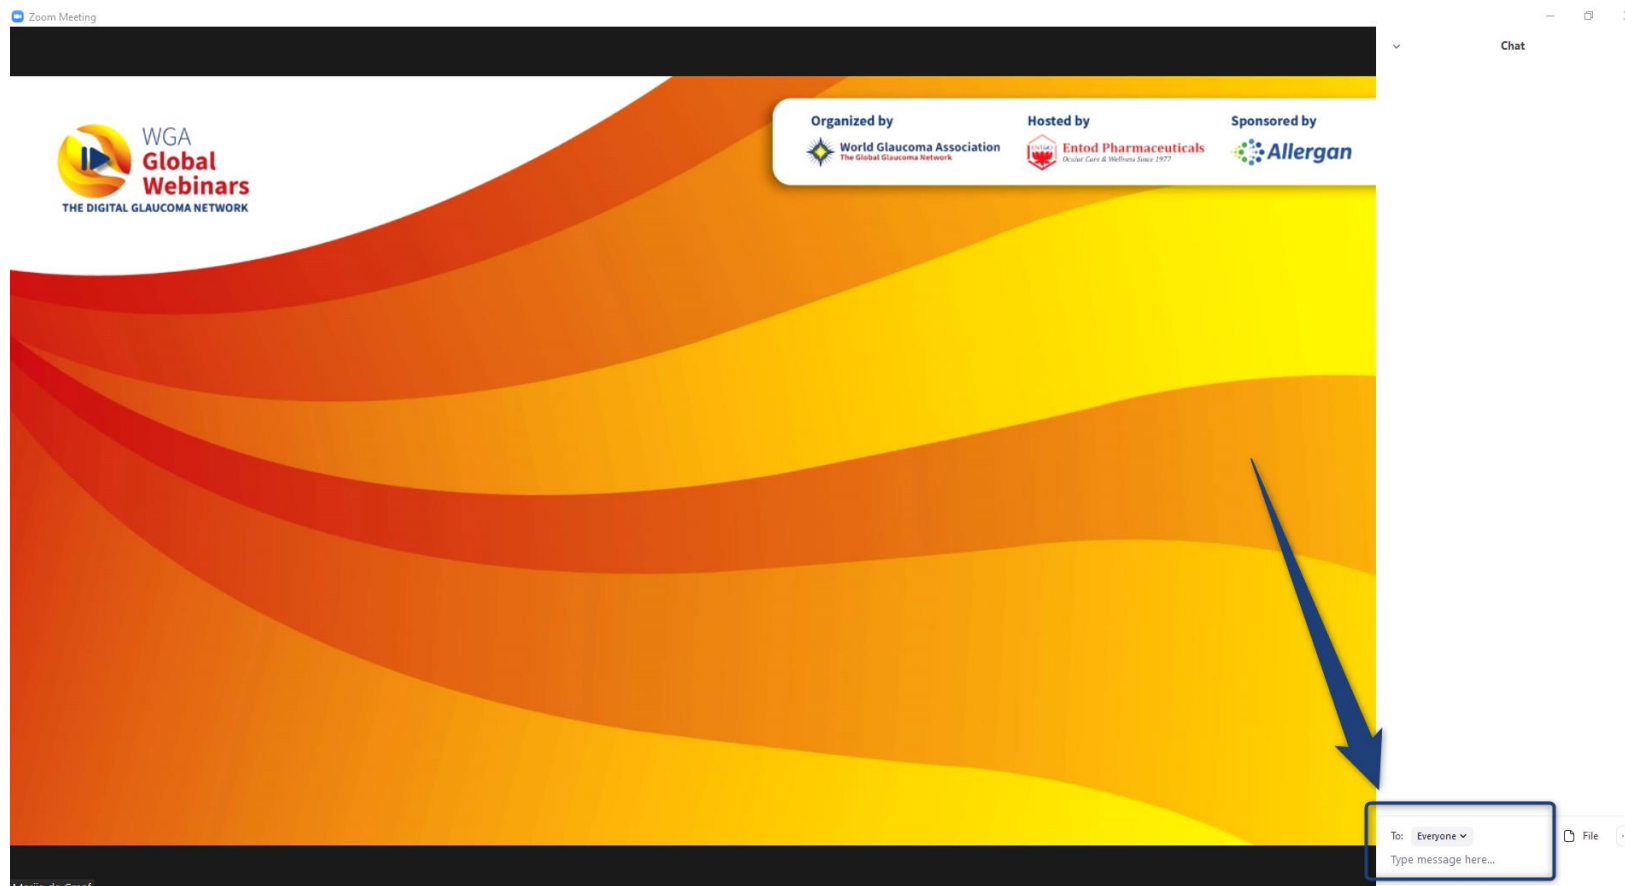 Zoom Meeting
Chat
WGA
Global
Webinars
THE DIGITAL GLAUCOMA NETWORK
Organized by
World Glaucoma Association
The Global Glaucoma Network
Hosted by
Entod Pharmaceuticals
Ocular Care & Wellness Since 1977
Sponsored by
Allergan
To: Everyone
File
Type message here...